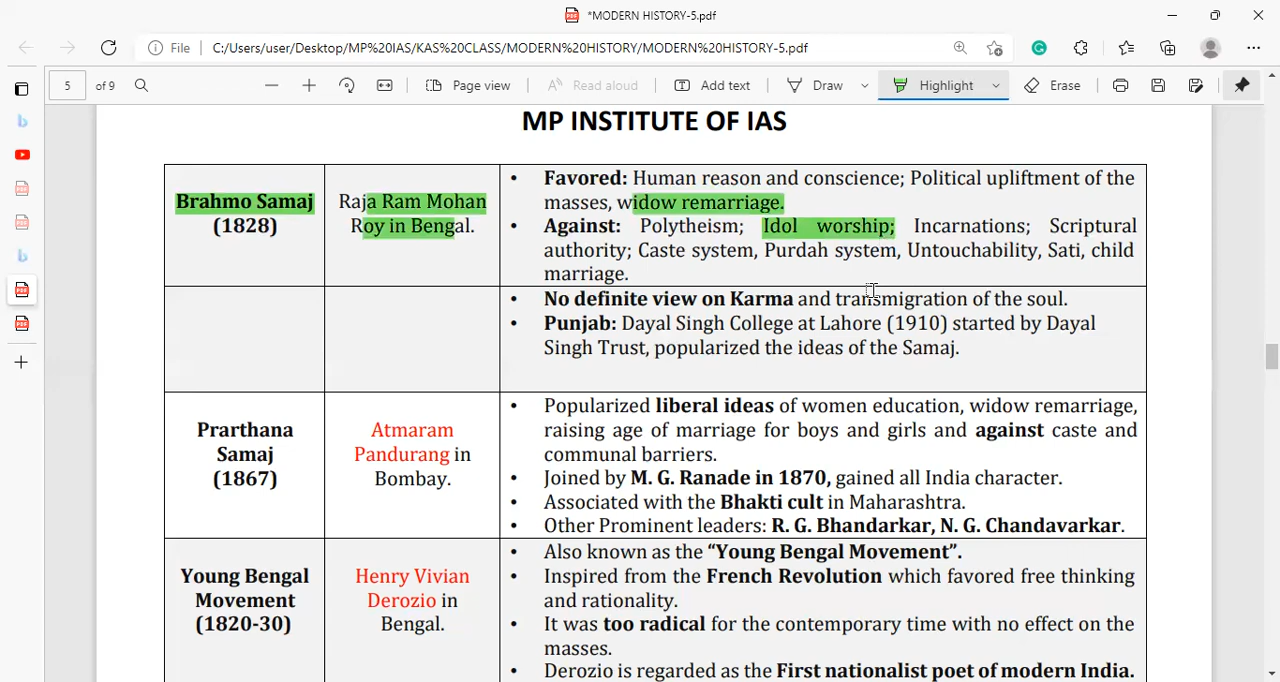 *MODERN HISTORY-5.pdf
File
C:/Users/user/Desktop/MP%20IAS/KAS%20CLASS/MODERN%20HISTORY/MODERN%20HISTORY-5.pdf
5 of 9
Page view
Read aloud
Add text
Draw
Highlight
Erase
MP INSTITUTE OF IAS
Brahmo Samaj
(1828)
Raja Ram Mohan
Roy in Bengal.
• Favored: Human reason and conscience; Political upliftment of the
masses, widow remarriage.
• Against: Polytheism; Idol worship; Incarnations; Scriptural
authority; Caste system, Purdah system, Untouchability, Sati, child
marriage.
• No definite view on Karma and transmigration of the soul.
• Punjab: Dayal Singh College at Lahore (1910) started by Dayal
Singh Trust, popularized the ideas of the Samaj.
Prarthana
Samaj
(1867)
Atmaram
Pandurang in
Bombay.
• Popularized liberal ideas of women education, widow remarriage,
raising age of marriage for boys and girls and against caste and
communal barriers.
• Joined by M. G. Ranade in 1870, gained all India character.
• Associated with the Bhakti cult in Maharashtra.
• Other Prominent leaders: R. G. Bhandarkar, N. G. Chandavarkar.
Young Bengal
Movement
(1820-30)
Henry Vivian
Derozio in
Bengal.
• Also known as the “Young Bengal Movement”.
• Inspired from the French Revolution which favored free thinking
and rationality.
• It was too radical for the contemporary time with no effect on the
masses.
• Derozio is regarded as the First nationalist poet of modern India.